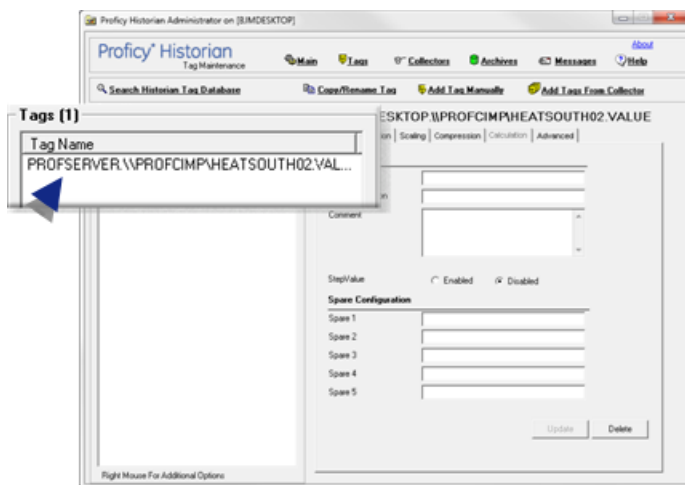 Proficy Historian Administrator on [BJMDESKTOP]
Proficy* Historian
Tag Maintenance
Main Tags Collectors Archives Messages Help
About
Search Historian Tag Database Copy/Rename Tag Add Tag Manually Add Tags From Collector
Tags (1)
Tag Name
PROFSERVER.\\PROFCIMP\HEATSOUTH02.VAL...
ESKTOP.\\PROFCIMP\HEATSOUTH02.VALUE
Scaling Compression Calculation Advanced
Comment
StepValue Enabled Disabled
Spare Configuration
Spare 1
Spare 2
Spare 3
Spare 4
Spare 5
Update Delete
Right Mouse For Additional Options